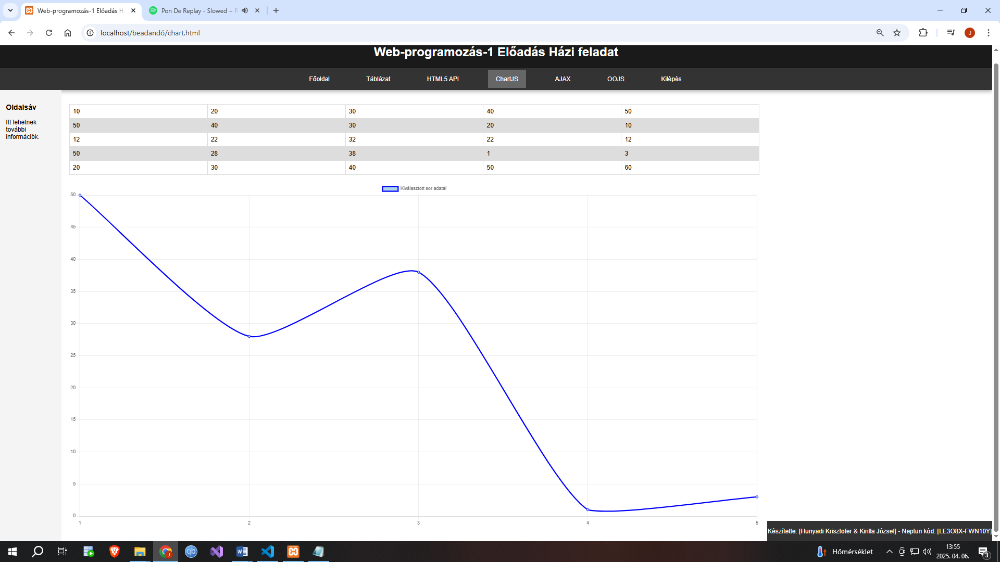 Web-programozás-1 Előadás H
Pon De Replay - Slowed +
localhost/beadandó/chart.html
J
Web-programozás-1 Előadás Házi feladat
Főoldal Táblázat HTML5 API ChartJS AJAX OOJS Kilépés
Oldalsáv
Itt lehetnek
további
információk.
10 20 30 40 50
50 40 30 20 10
12 22 32 22 12
50 28 38 1 3
20 30 40 50 60
Kiválasztott sor adatai
50
45
40
35
30
25
20
15
10
5
0
1 2 3 4 5
Készítette: [Hunyadi Krisztofer & Kirilla József] - Neptun kód: [LE3O8X-FWN10Y]
J
qb
Hőmérséklet
13:55
2025. 04. 06.
3